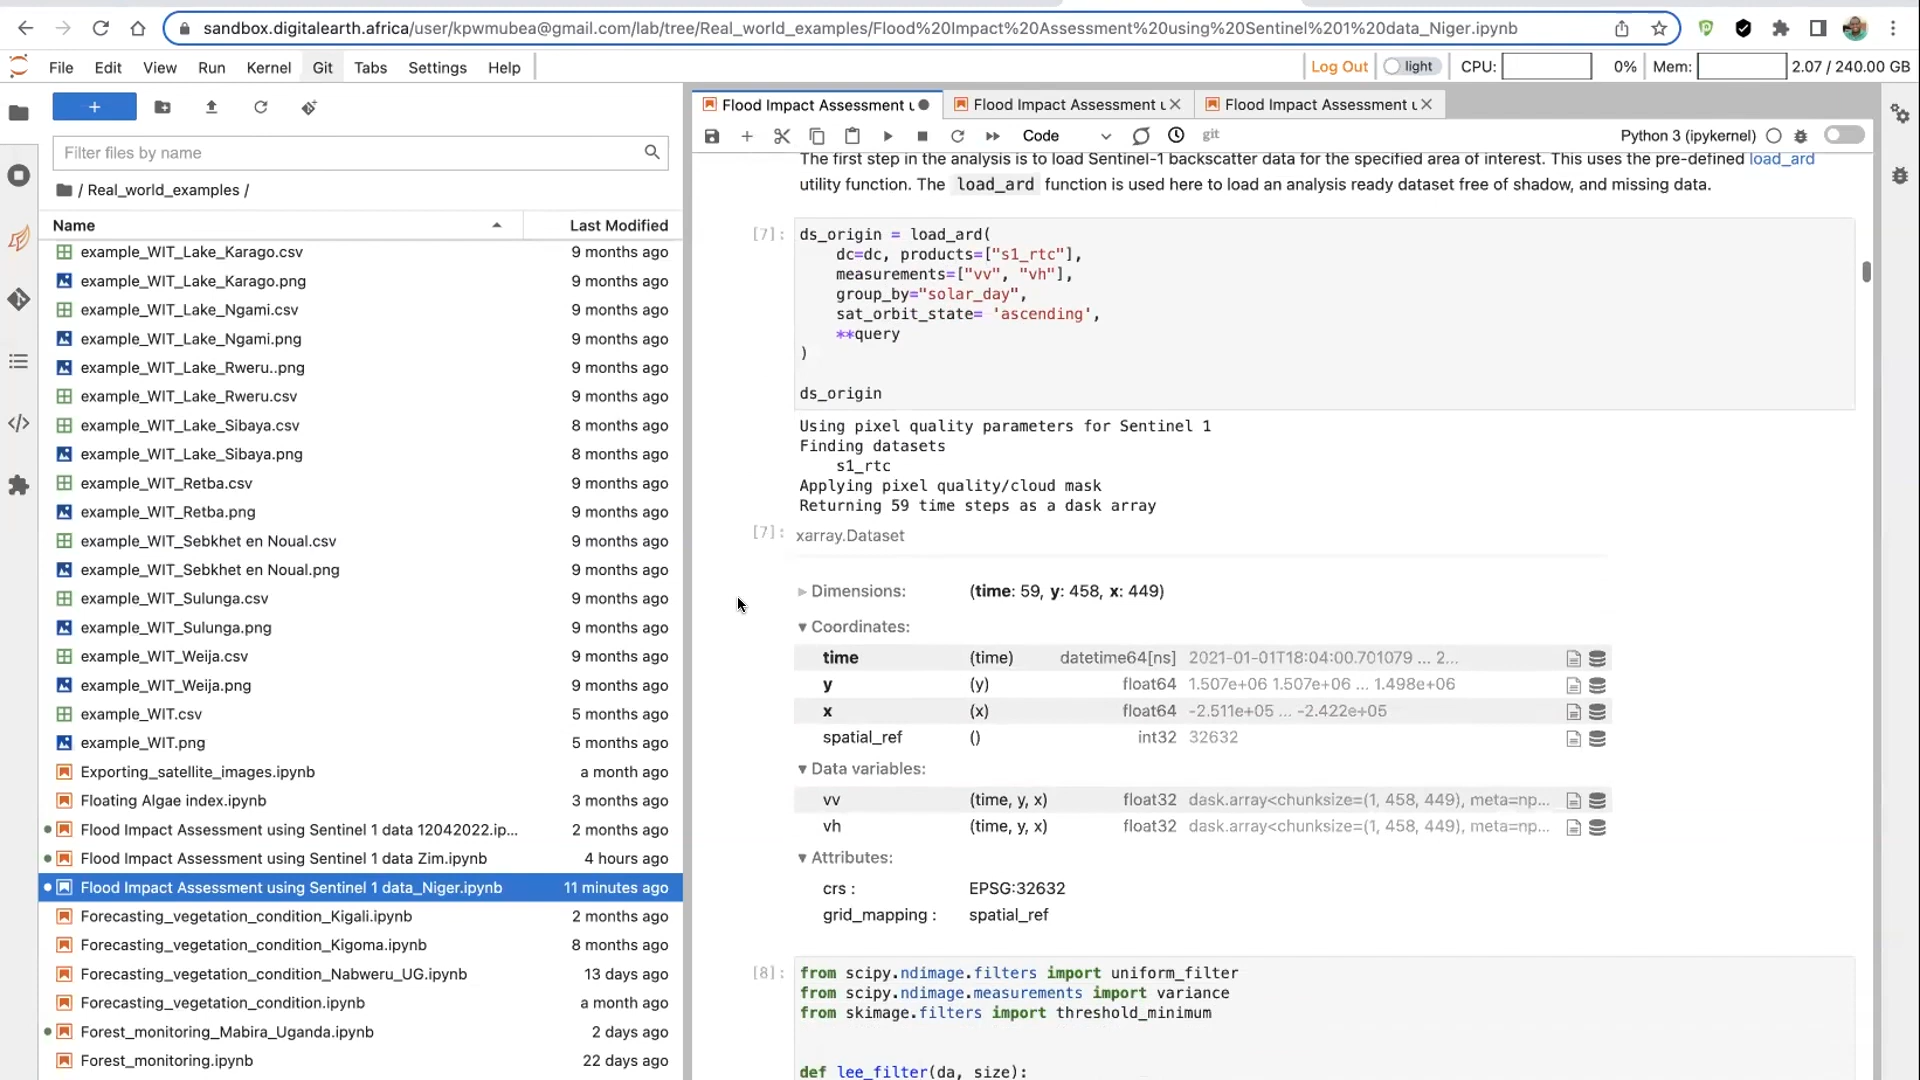 sandbox.digitalearth.africa/user/kpwmubea@gmail.com/lab/tree/Real_world_examples/Flood%20Impact%20Assessment%20using%20Sentinel%201%20data_Niger.ipynb
File Edit View Run Kernel Git Tabs Settings Help
Log Out light CPU: 0% Mem: 2.07 / 240.00 GB
+
Filter files by name
/ Real_world_examples /
Name Last Modified
example_WIT_Lake_Karago.csv 9 months ago
example_WIT_Lake_Karago.png 9 months ago
example_WIT_Lake_Ngami.csv 9 months ago
example_WIT_Lake_Ngami.png 9 months ago
example_WIT_Lake_Rweru..png 9 months ago
example_WIT_Lake_Rweru.csv 9 months ago
example_WIT_Lake_Sibaya.csv 8 months ago
example_WIT_Lake_Sibaya.png 8 months ago
example_WIT_Retba.csv 9 months ago
example_WIT_Retba.png 9 months ago
example_WIT_Sebkhet en Noual.csv 9 months ago
example_WIT_Sebkhet en Noual.png 9 months ago
example_WIT_Sulunga.csv 9 months ago
example_WIT_Sulunga.png 9 months ago
example_WIT_Weija.csv 9 months ago
example_WIT_Weija.png 9 months ago
example_WIT.csv 5 months ago
example_WIT.png 5 months ago
Exporting_satellite_images.ipynb a month ago
Floating Algae index.ipynb 3 months ago
Flood Impact Assessment using Sentinel 1 data 12042022.ip... 2 months ago
Flood Impact Assessment using Sentinel 1 data Zim.ipynb 4 hours ago
Flood Impact Assessment using Sentinel 1 data_Niger.ipynb 11 minutes ago
Forecasting_vegetation_condition_Kigali.ipynb 2 months ago
Forecasting_vegetation_condition_Kigoma.ipynb 8 months ago
Forecasting_vegetation_condition_Nabweru_UG.ipynb 13 days ago
Forecasting_vegetation_condition.ipynb a month ago
Forest_monitoring_Mabira_Uganda.ipynb 2 days ago
Forest_monitoring.ipynb 22 days ago
Flood Impact Assessment Flood Impact Assessment Flood Impact Assessment
Code git Python 3 (ipykernel)
The first step in the analysis is to load Sentinel-1 backscatter data for the specified area of interest. This uses the pre-defined load_ard
utility function. The load_ard function is used here to load an analysis ready dataset free of shadow, and missing data.
[7]: ds_origin = load_ard(
dc=dc, products=["s1_rtc"],
measurements=["vv", "vh"],
group_by="solar_day",
sat_orbit_state= 'ascending',
**query
)
ds_origin
Using pixel quality parameters for Sentinel 1
Finding datasets
s1_rtc
Applying pixel quality/cloud mask
Returning 59 time steps as a dask array
[7]: xarray.Dataset
Dimensions: (time: 59, y: 458, x: 449)
Coordinates:
time (time) datetime64[ns] 2021-01-01T18:04:00.701079 ... 2...
y (y) float64 1.507e+06 1.507e+06 ... 1.498e+06
x (x) float64 -2.511e+05 ... -2.422e+05
spatial_ref () int32 32632
Data variables:
vv (time, y, x) float32 dask.array<chunksize=(1, 458, 449), meta=np...
vh (time, y, x) float32 dask.array<chunksize=(1, 458, 449), meta=np...
Attributes:
crs : EPSG:32632
grid_mapping : spatial_ref
[8]: from scipy.ndimage.filters import uniform_filter
from scipy.ndimage.measurements import variance
from skimage.filters import threshold_minimum
def lee_filter(da, size):